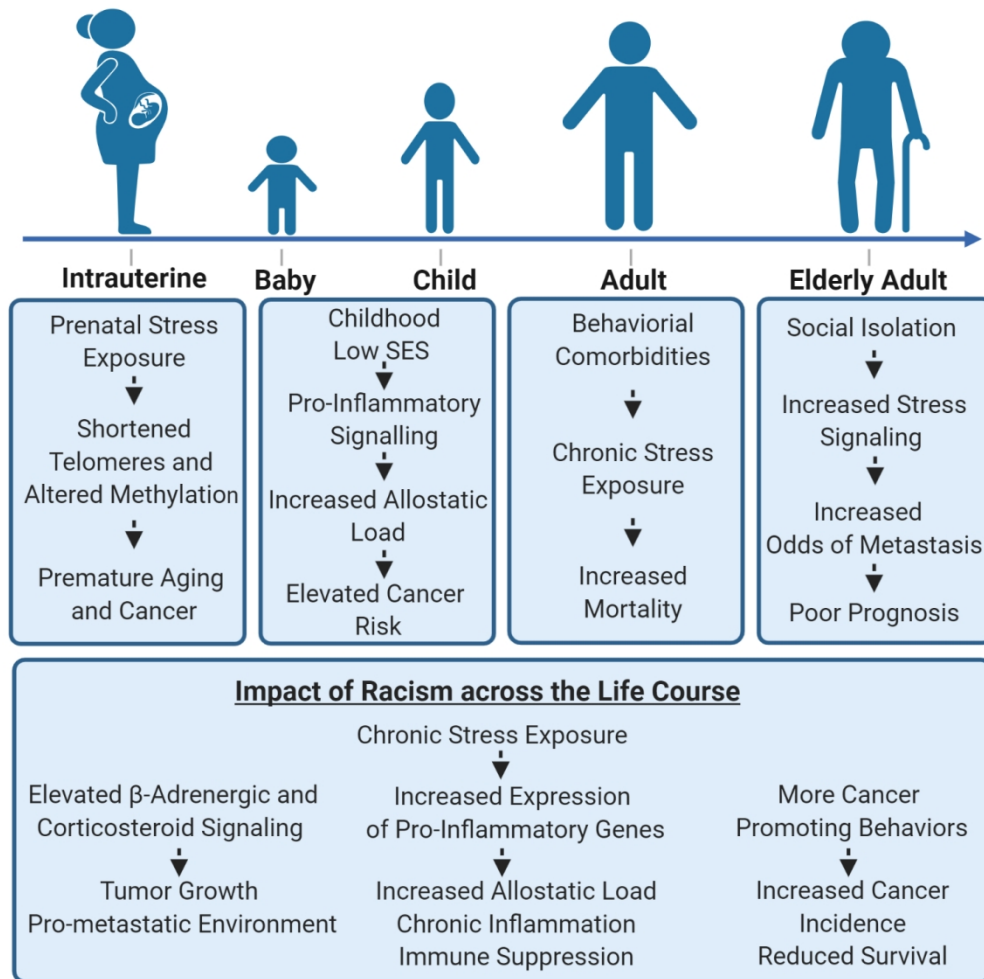 Intrauterine
Baby
Child
Adult
Elderly Adult
Prenatal Stress
Exposure
Shortened
Telomeres and
Altered Methylation
Premature Aging
and Cancer
Childhood
Low SES
Pro-Inflammatory
Signalling
Increased Allostatic
Load
Elevated Cancer
Risk
Behaviorial
Comorbidities
Chronic Stress
Exposure
Increased
Mortality
Social Isolation
Increased Stress
Signaling
Increased
Odds of Metastasis
Poor Prognosis
Impact of Racism across the Life Course
Chronic Stress Exposure
Elevated β-Adrenergic and
Corticosteroid Signaling
Tumor Growth
Pro-metastatic Environment
Increased Expression
of Pro-Inflammatory Genes
Increased Allostatic Load
Chronic Inflammation
Immune Suppression
More Cancer
Promoting Behaviors
Increased Cancer
Incidence
Reduced Survival